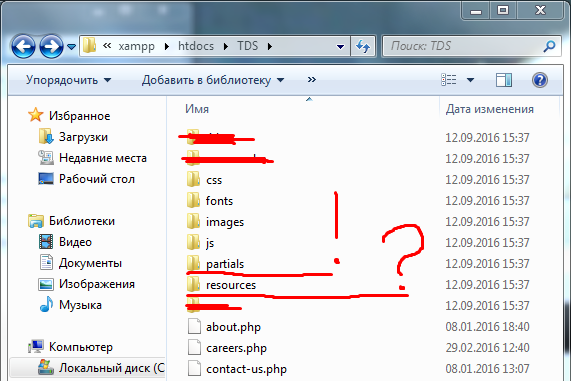 « xampp htdocs TDS
Поиск: TDS
Упорядочить Добавить в библиотеку »
Имя Дата изменения
Избранное
Загрузки
Недавние места
Рабочий стол
Библиотеки
Видео
Документы
Изображения
Музыка
Компьютер
Локальный диск (C
12.09.2016 15:37
12.09.2016 15:37
css 12.09.2016 15:37
fonts 12.09.2016 15:37
images 12.09.2016 15:37
js 12.09.2016 15:37
partials 12.09.2016 15:37
resources 12.09.2016 15:37
12.09.2016 15:37
about.php 08.01.2016 18:40
careers.php 29.02.2016 12:40
contact-us.php 08.01.2016 13:07
! ?